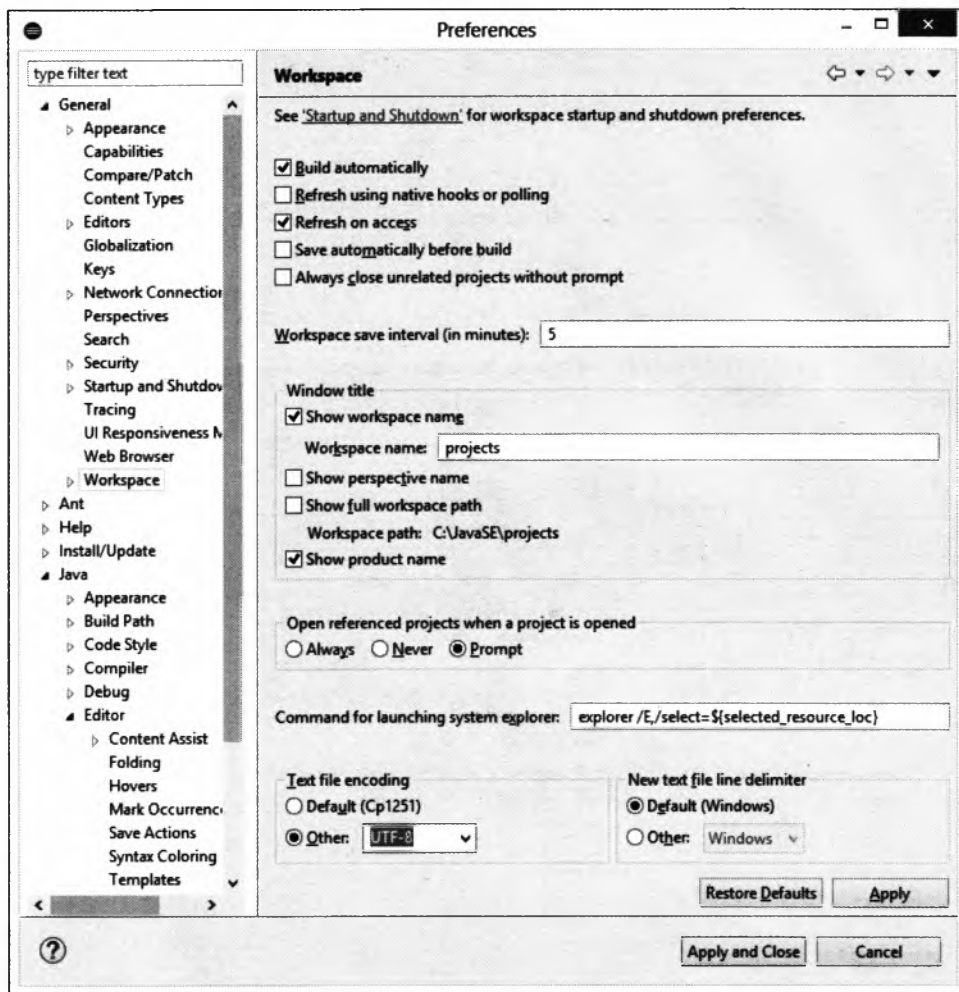 Preferences
type filter text
General
Appearance
Capabilities
Compare/Patch
Content Types
Editors
Globalization
Keys
Network Connection
Perspectives
Search
Security
Startup and Shutdov
Tracing
UI Responsiveness M
Web Browser
Workspace
Ant
Help
Install/Update
Java
Appearance
Build Path
Code Style
Compiler
Debug
Editor
Content Assist
Folding
Hovers
Mark Occurrenc
Save Actions
Syntax Coloring
Templates
Workspace
See 'Startup and Shutdown' for workspace startup and shutdown preferences.
Build automatically
Refresh using native hooks or polling
Refresh on access
Save automatically before build
Always close unrelated projects without prompt
Workspace save interval (in minutes): 5
Window title
Show workspace name
Workspace name: projects
Show perspective name
Show full workspace path
Workspace path: C:\JavaSE\projects
Show product name
Open referenced projects when a project is opened
Always Never Prompt
Command for launching system explorer: explorer /E,/select=${selected_resource_loc}
Text file encoding
Default (Cp1251)
Other: UTF-8
New text file line delimiter
Default (Windows)
Other: Windows
Restore Defaults Apply
? Apply and Close Cancel